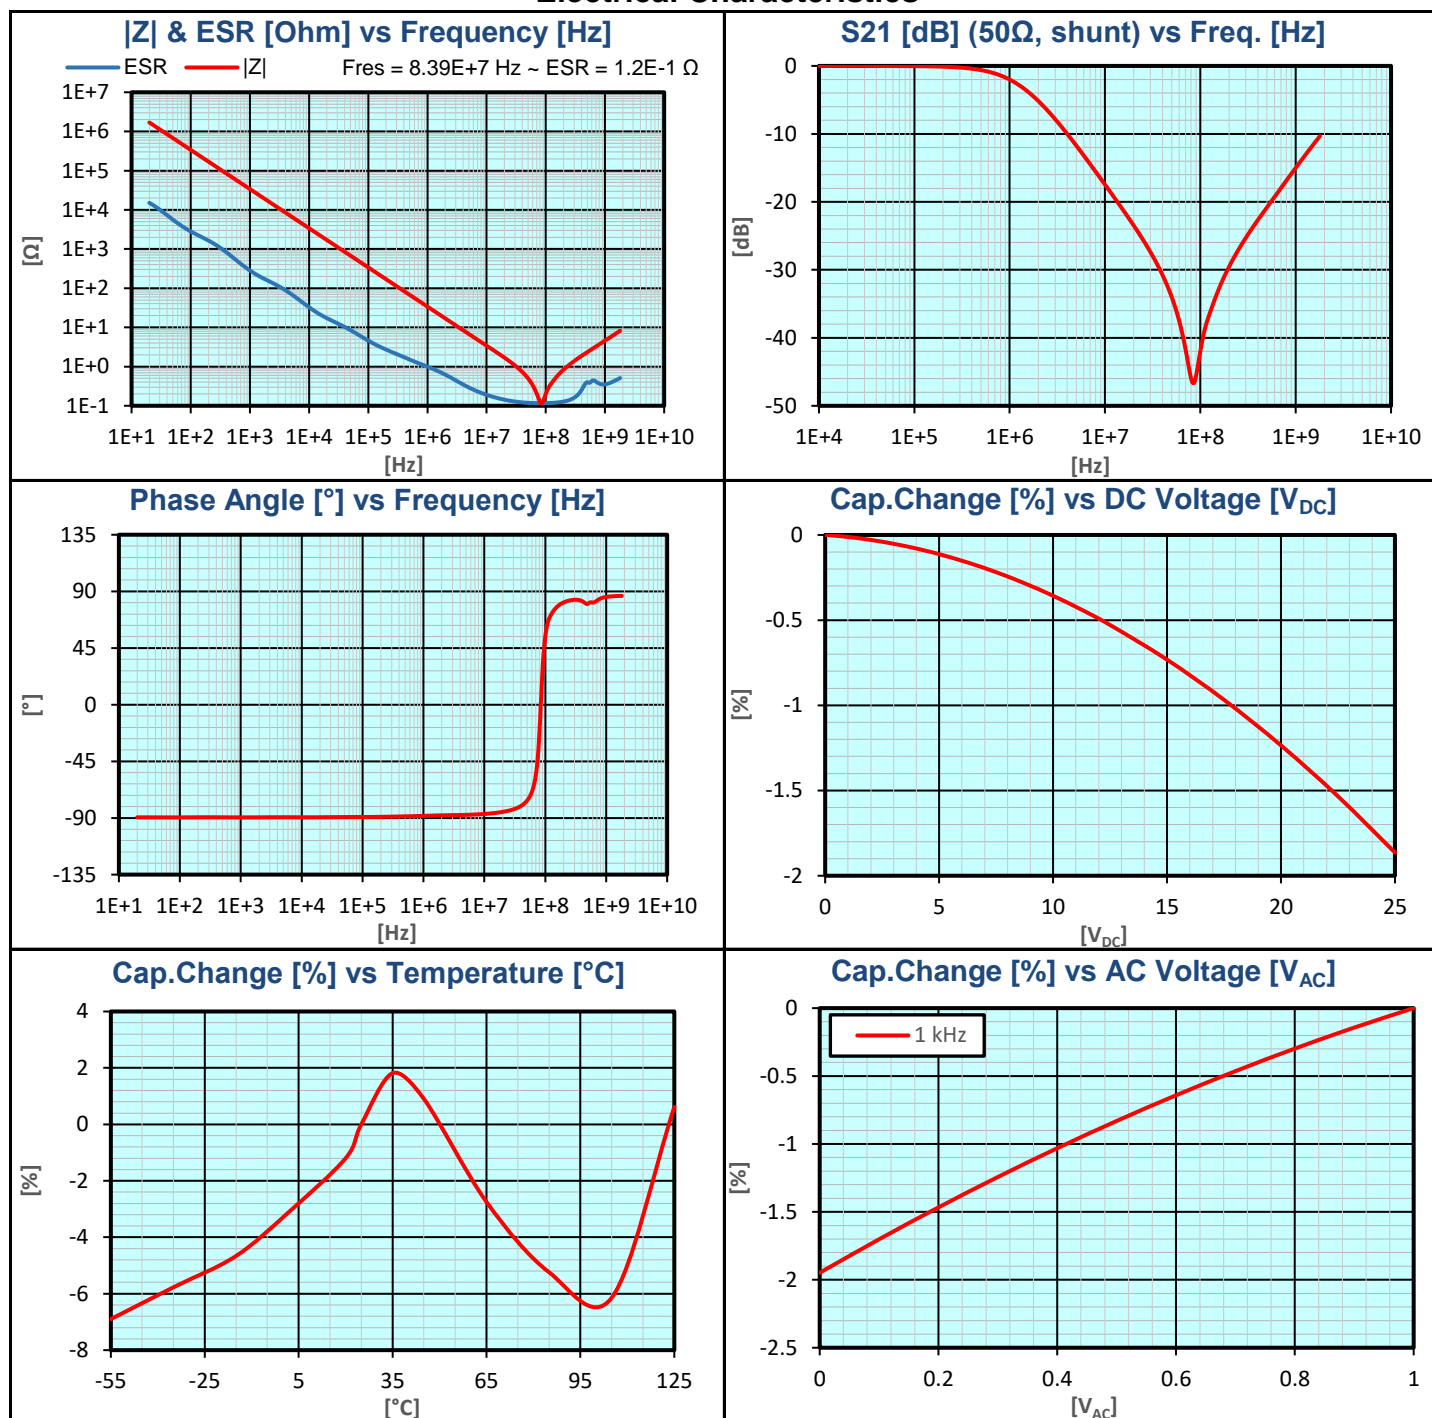 |Z| & ESR [Ohm] vs Frequency [Hz]
ESR |Z| Fres = 8.39E+7 Hz ~ ESR = 1.2E-1 Ω
1E+7
1E+6
1E+5
1E+4
1E+3
1E+2
1E+1
1E+0
1E-1
[Ω]
1E+1 1E+2 1E+3 1E+4 1E+5 1E+6 1E+7 1E+8 1E+9 1E+10
[Hz]
S21 [dB] (50Ω, shunt) vs Freq. [Hz]
0
-10
-20
-30
-40
-50
[dB]
1E+4 1E+5 1E+6 1E+7 1E+8 1E+9 1E+10
[Hz]
Phase Angle [°] vs Frequency [Hz]
135
90
45
0
-45
-90
-135
[°]
1E+1 1E+2 1E+3 1E+4 1E+5 1E+6 1E+7 1E+8 1E+9 1E+10
[Hz]
Cap.Change [%] vs DC Voltage [VDC]
0
-0.5
-1
-1.5
-2
[%]
0 5 10 15 20 25
[VDC]
Cap.Change [%] vs Temperature [°C]
4
2
0
-2
-4
-6
-8
[%]
-55 -25 5 35 65 95 125
[°C]
Cap.Change [%] vs AC Voltage [VAC]
1 kHz
0
-0.5
-1
-1.5
-2
-2.5
[%]
0 0.2 0.4 0.6 0.8 1
[VAC]